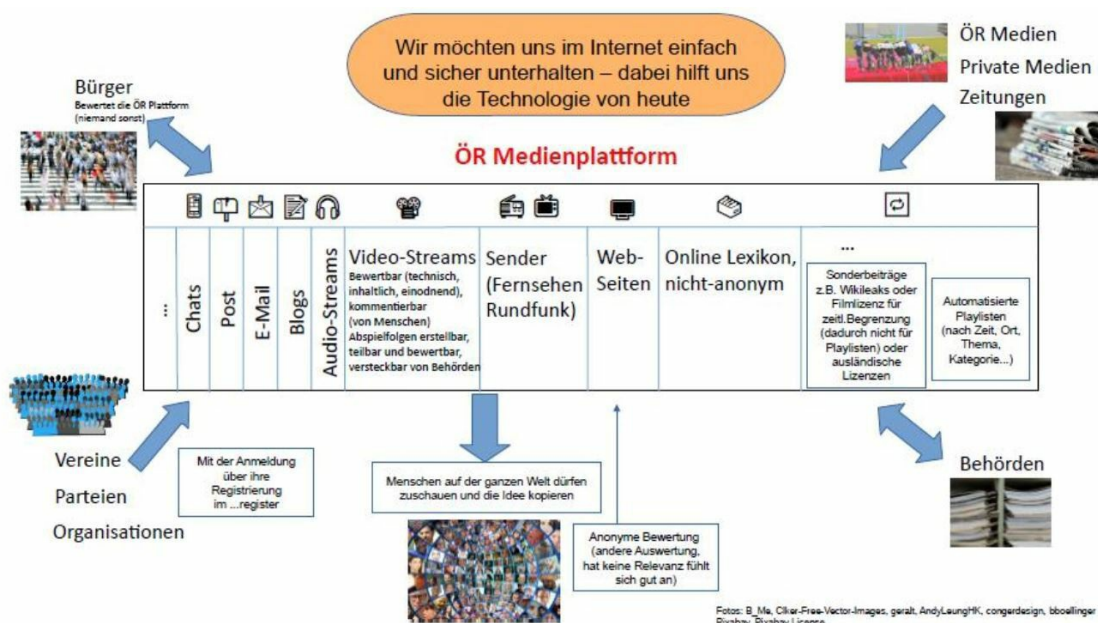 Wir möchten uns im Internet einfach
und sicher unterhalten – dabei hilft uns
die Technologie von heute
ÖR Medien
Private Medien
Zeitungen
Bürger
Bewertet die ÖR Plattform
(niemand sonst)
ÖR Medienplattform
...
Chats
Post
E-Mail
Blogs
Audio-Streams
Video-Streams
Bewertbar (technisch,
inhaltlich, einodnend),
kommentierbar
(von Menschen)
Abspielfolgen erstellbar,
teilbar und bewertbar,
versteckbar von Behörden
Sender
(Fernsehen
Rundfunk)
Web-
Seiten
Online Lexikon,
nicht-anonym
...
Sonderbeiträge
z.B. Wikileaks oder
Filmlizenz für
zeitl.Begrenzung
(dadurch nicht für
Playlisten) oder
ausländische
Lizenzen
Automatisierte
Playlisten
(nach Zeit, Ort,
Thema,
Kategorie...)
Vereine
Parteien
Organisationen
Mit der Anmeldung
über ihre
Registrierung
im ...register
Menschen auf der ganzen Welt dürfen
zuschauen und die Idee kopieren
Anonyme Bewertung
(andere Auswertung,
hat keine Relevanz fühlt
sich gut an)
Behörden
Fotos: B_Me, Clker-Free-Vector-Images, geralt, AndyLeungHK, congerdesign, bboellinger
Pixabay, Pixabay License